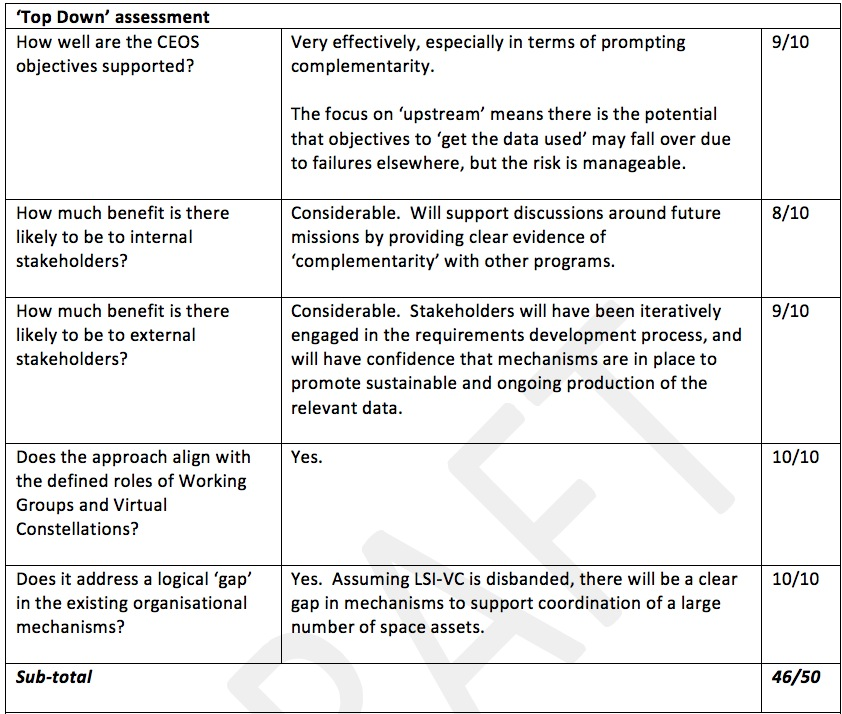 ‘Top Down’ assessment
How well are the CEOS
objectives supported?
Very effectively, especially in terms of prompting
complementarity.
The focus on ‘upstream’ means there is the potential
that objectives to ‘get the data used’ may fall over due
to failures elsewhere, but the risk is manageable.
9/10
How much benefit is there
likely to be to internal
stakeholders?
Considerable.  Will support discussions around future
missions by providing clear evidence of
‘complementarity’ with other programs.
8/10
How much benefit is there
likely to be to external
stakeholders?
Considerable.  Stakeholders will have been iteratively
engaged in the requirements development process, and
will have confidence that mechanisms are in place to
promote sustainable and ongoing production of the
relevant data.
9/10
Does the approach align with
the defined roles of Working
Groups and Virtual
Constellations?
Yes.
10/10
Does it address a logical ‘gap’
in the existing organisational
mechanisms?
Yes.  Assuming LSI-VC is disbanded, there will be a clear
gap in mechanisms to support coordination of a large
number of space assets.
10/10
Sub-total
46/50
RAFT